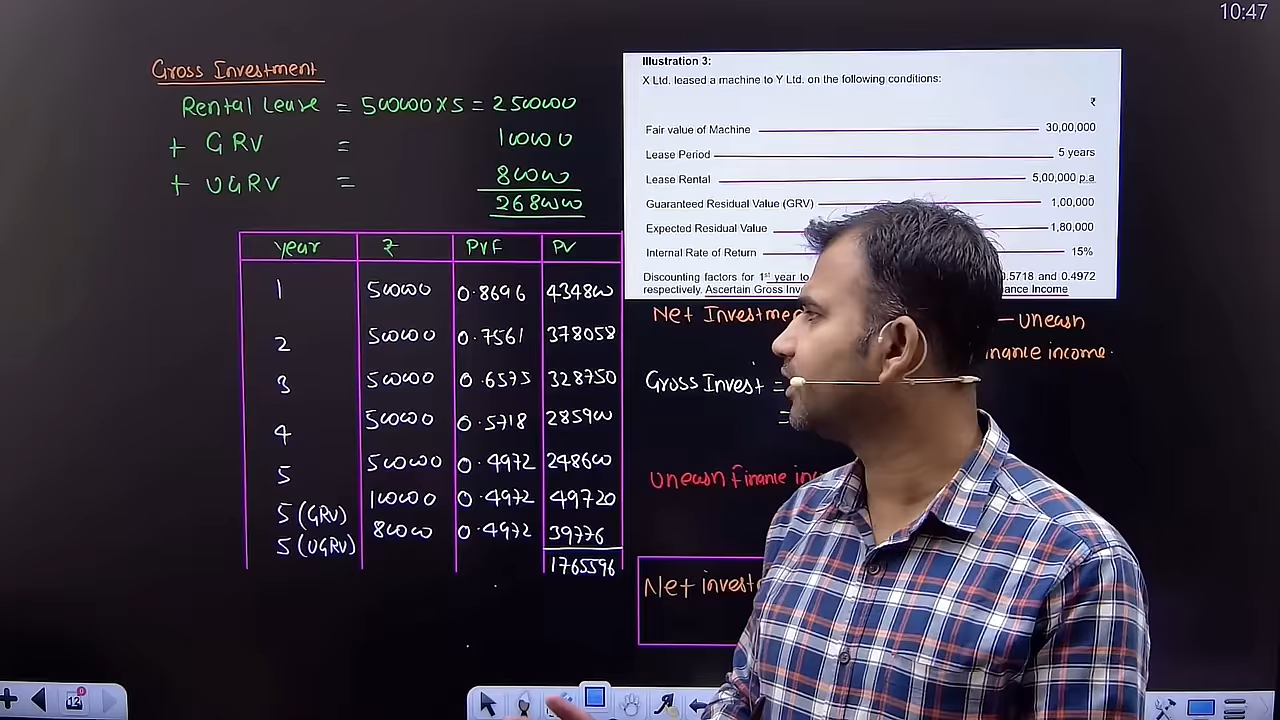 10:47
Gross Investment
Rental Lease = 500000 x 5 = 2500000
+ GRV = 100000
+ UGRV = 80000
2680000
year ₹ PVF PV
1 500000 0.8696 434800
2 500000 0.7561 378058
3 500000 0.6575 328750
4 500000 0.5718 285900
5 500000 0.4972 248600
5 (GRV) 100000 0.4972 49720
5 (UGRV) 80000 0.4972 39776
1765596
Illustration 3:
X Ltd. leased a machine to Y Ltd. on the following conditions:
₹
Fair value of Machine 30,00,000
Lease Period 5 years
Lease Rental 5,00,000 p.a
Guaranteed Residual Value (GRV) 1,00,000
Expected Residual Value 1,80,000
Internal Rate of Return 15%
Discounting factors for 1st year to 0.5718 and 0.4972
respectively. Ascertain Gross Inv ance Income
Net Investmen - unearn
inance income.
Gross Invest =
=
unearn finance in
Net invest
12